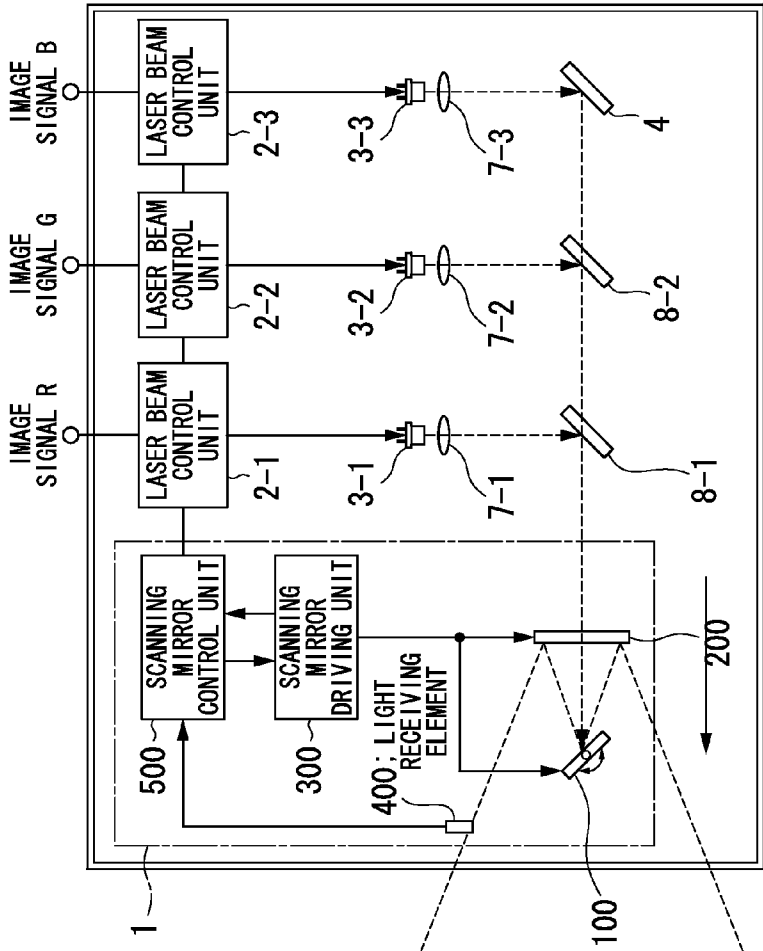 IMAGE
SIGNAL R
IMAGE
SIGNAL G
IMAGE
SIGNAL B
SCANNING
MIRROR
CONTROL UNIT
500
LASER BEAM
CONTROL
UNIT
2-1
LASER BEAM
CONTROL
UNIT
2-2
LASER BEAM
CONTROL
UNIT
2-3
SCANNING
MIRROR
DRIVING UNIT
300
1
400; LIGHT
RECEIVING
ELEMENT
3-1
3-2
3-3
7-1
7-2
7-3
100
200
8-1
8-2
4